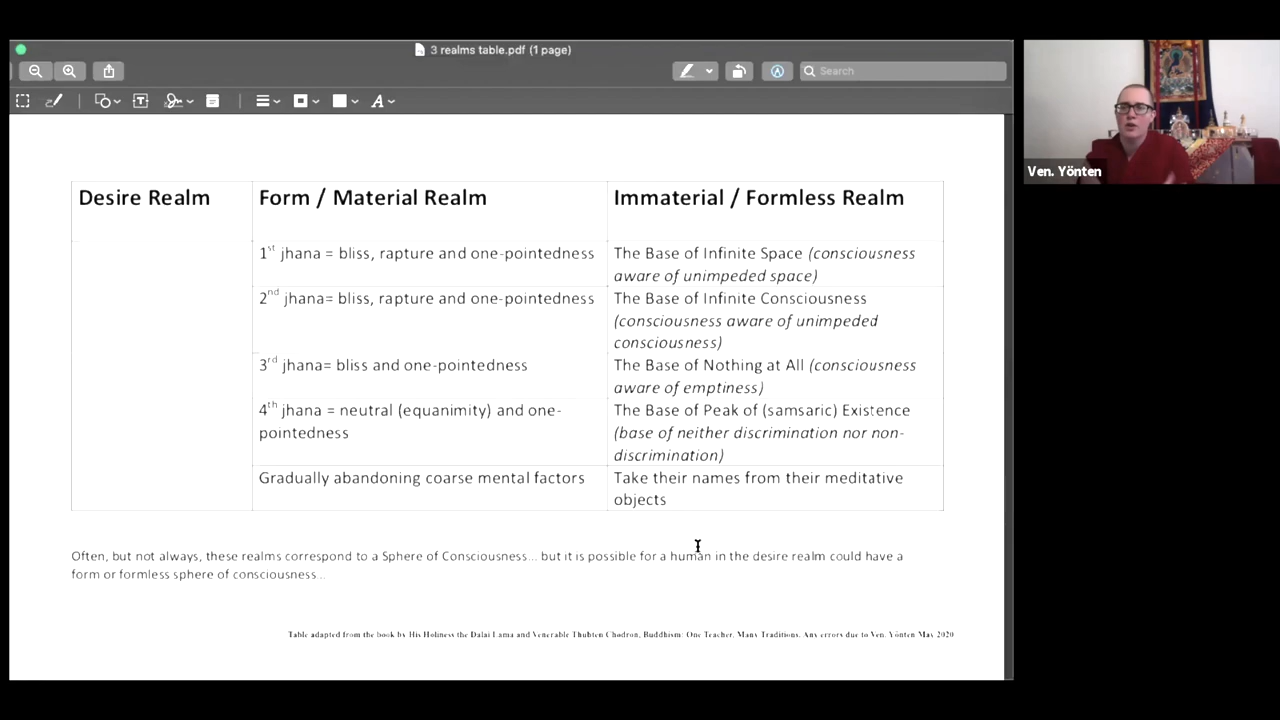 3 realms table.pdf (1 page)
Search
Ven. Yönten
Desire Realm
Form / Material Realm
Immaterial / Formless Realm
1st jhana = bliss, rapture and one-pointedness
The Base of Infinite Space (consciousness
aware of unimpeded space)
2nd jhana= bliss, rapture and one-pointedness
The Base of Infinite Consciousness
(consciousness aware of unimpeded
consciousness)
3rd jhana= bliss and one-pointedness
The Base of Nothing at All (consciousness
aware of emptiness)
4th jhana = neutral (equanimity) and one-
pointedness
The Base of Peak of (samsaric) Existence
(base of neither discrimination nor non-
discrimination)
Gradually abandoning coarse mental factors
Take their names from their meditative
objects
Often, but not always, these realms correspond to a Sphere of Consciousness... but it is possible for a human in the desire realm could have a
form or formless sphere of consciousness...
Table adapted from the book by His Holiness the Dalai Lama and Venerable Thubten Chodron, Buddhism: One Teacher, Many Traditions. Any errors due to Ven. Yönten May 2020